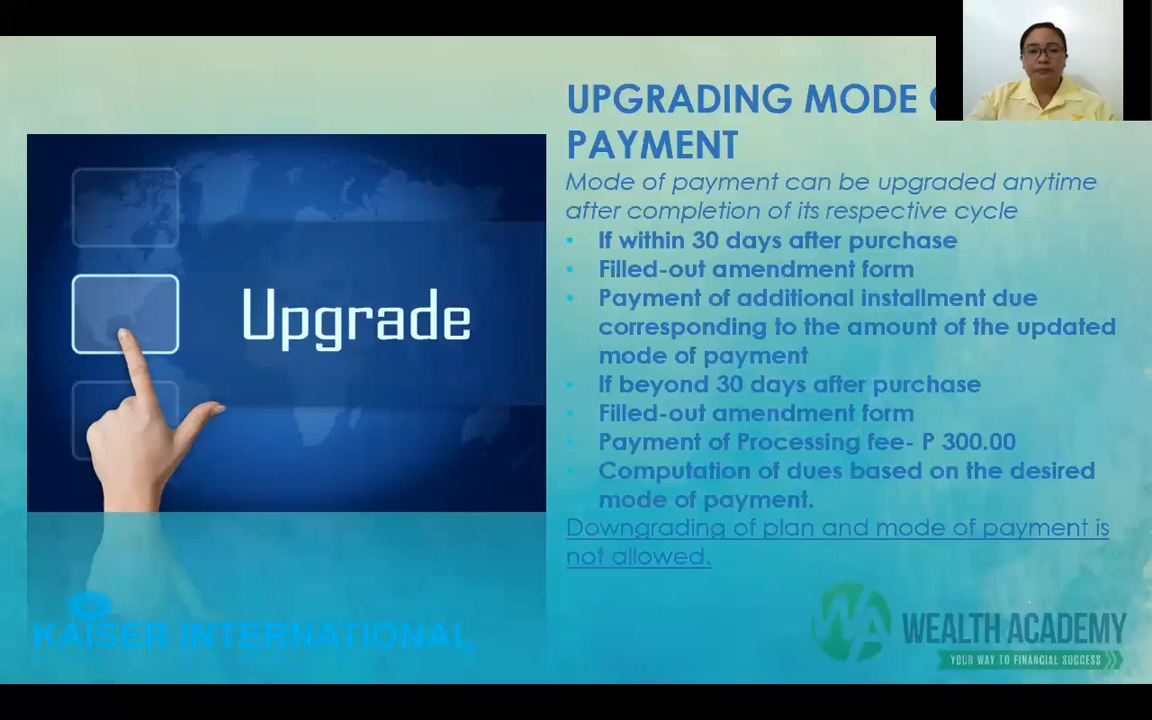 UPGRADING MODE
PAYMENT
Mode of payment can be upgraded anytime
after completion of its respective cycle
• If within 30 days after purchase
• Filled-out amendment form
• Payment of additional installment due
corresponding to the amount of the updated
mode of payment
• If beyond 30 days after purchase
• Filled-out amendment form
• Payment of Processing fee- P 300.00
• Computation of dues based on the desired
mode of payment.
Downgrading of plan and mode of payment is
not allowed.
Upgrade
KAISER INTERNATIONAL
WA WEALTH ACADEMY
YOUR WAY TO FINANCIAL SUCCESS